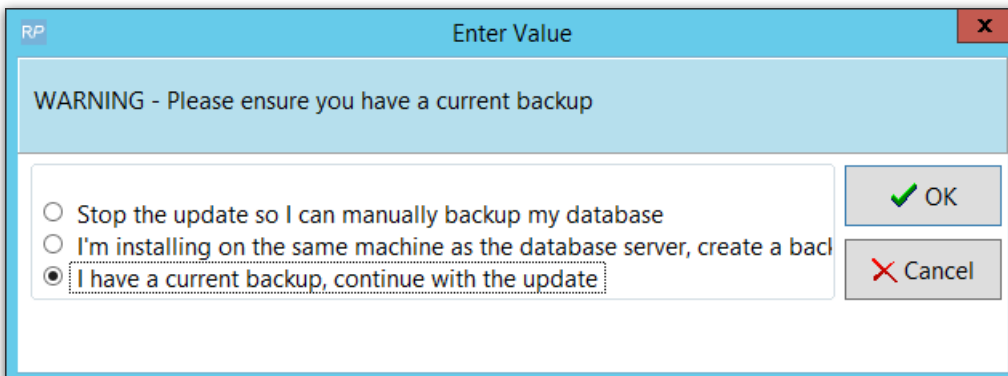 RP
Enter Value
x
WARNING - Please ensure you have a current backup
Stop the update so I can manually backup my database
I'm installing on the same machine as the database server, create a bac
I have a current backup, continue with the update
OK
Cancel